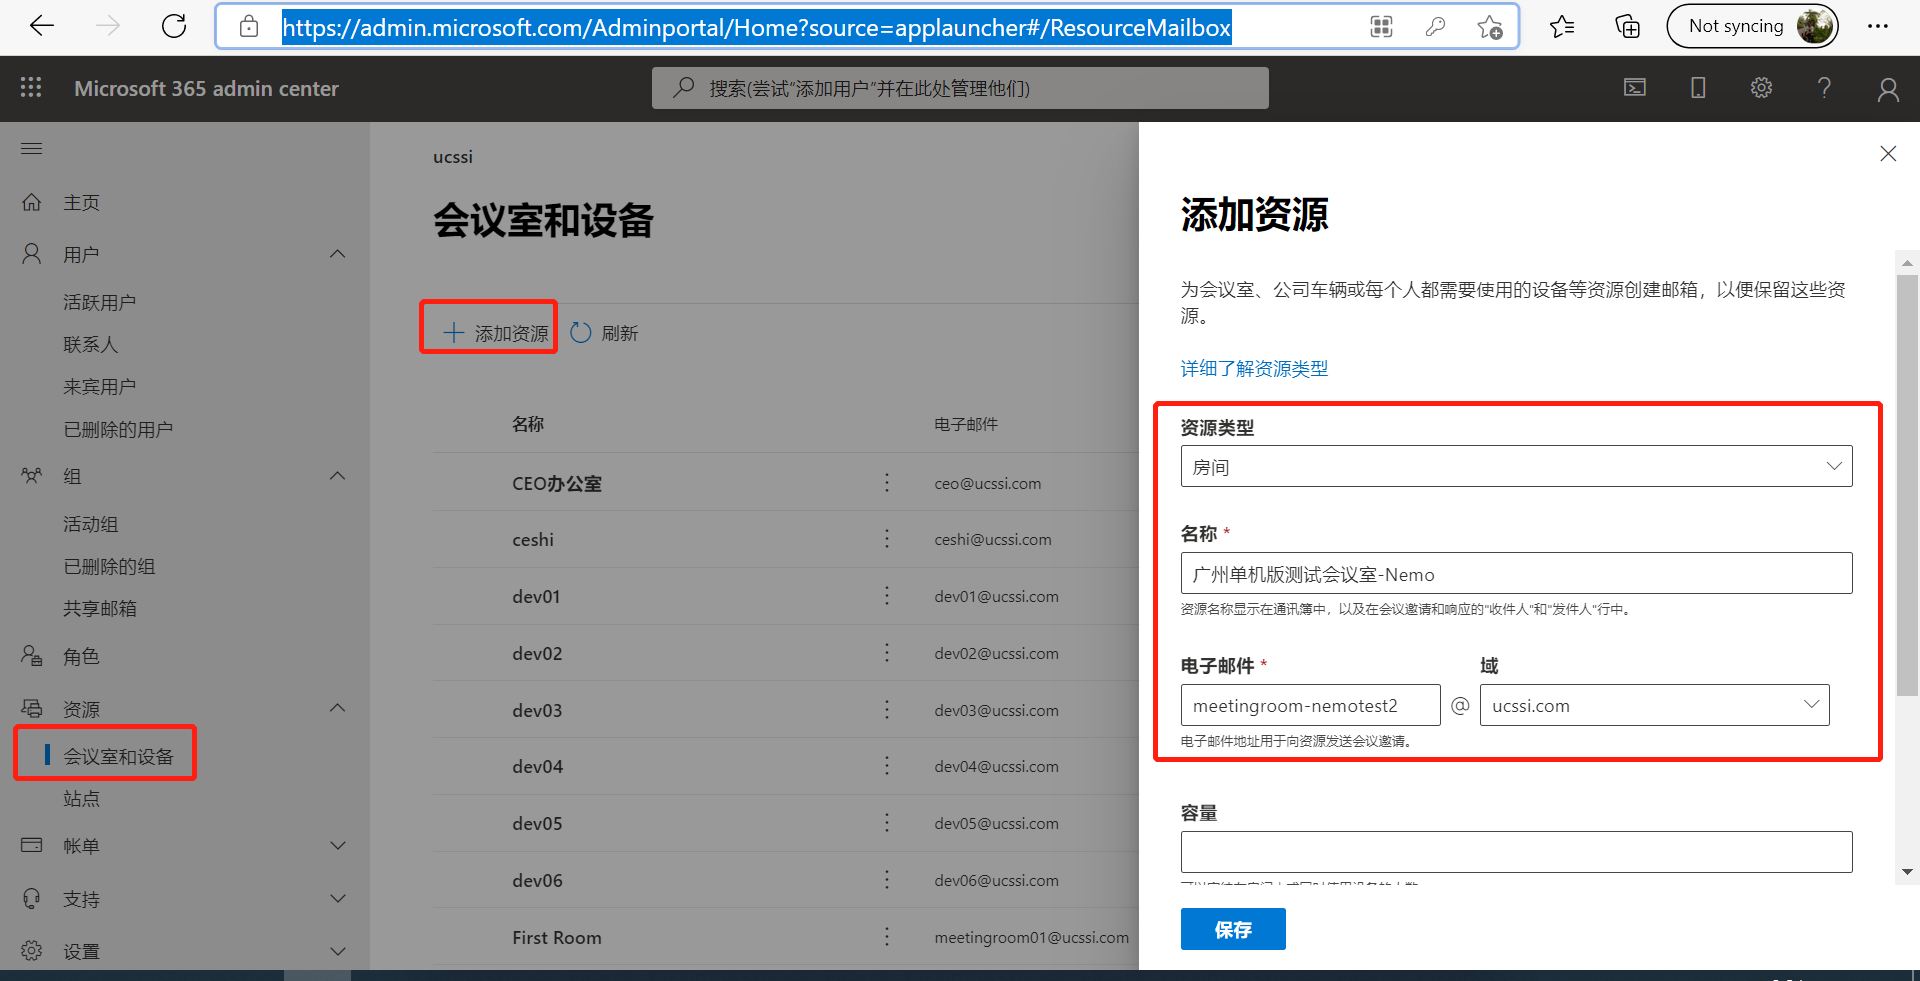 https://admin.microsoft.com/Adminportal/Home?source=applauncher#/ResourceMailbox
Not syncing
Microsoft 365 admin center
搜索(尝试"添加用户"并在此处管理他们)
主页
用户
活跃用户
联系人
来宾用户
已删除的用户
组
活动组
已删除的组
共享邮箱
角色
资源
会议室和设备
站点
帐单
支持
设置
ucssi
会议室和设备
添加资源
刷新
名称 电子邮件
CEO办公室 ceo@ucssi.com
ceshi ceshi@ucssi.com
dev01 dev01@ucssi.com
dev02 dev02@ucssi.com
dev03 dev03@ucssi.com
dev04 dev04@ucssi.com
dev05 dev05@ucssi.com
dev06 dev06@ucssi.com
First Room meetingroom01@ucssi.com
添加资源
为会议室、公司车辆或每个人都需要使用的设备等资源创建邮箱，以便保留这些资
源。
详细了解资源类型
资源类型
房间
名称 *
广州单机版测试会议室-Nemo
资源名称显示在通讯簿中，以及在会议邀请和响应的"收件人"和"发件人"行中。
电子邮件 * 域
meetingroom-nemotest2 @ ucssi.com
电子邮件地址用于向资源发送会议邀请。
容量
保存